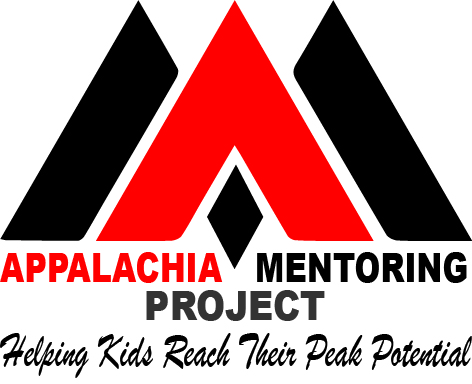 APPALACHIA MENTORING
PROJECT
Helping Kids Reach Their Peak Potential